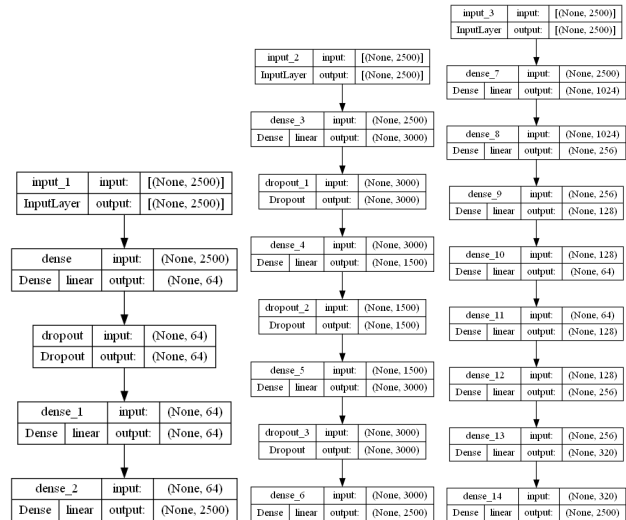 input_1 input: [(None, 2500)]
InputLayer output: [(None, 2500)]
dense input: (None, 2500)
Dense linear output: (None, 64)
dropout input: (None, 64)
Dropout output: (None, 64)
dense_1 input: (None, 64)
Dense linear output: (None, 64)
dense_2 input: (None, 64)
Dense linear output: (None, 2500)
input_2 input: [(None, 2500)]
InputLayer output: [(None, 2500)]
dense_3 input: (None, 2500)
Dense linear output: (None, 3000)
dropout_1 input: (None, 3000)
Dropout output: (None, 3000)
dense_4 input: (None, 3000)
Dense linear output: (None, 1500)
dropout_2 input: (None, 1500)
Dropout output: (None, 1500)
dense_5 input: (None, 1500)
Dense linear output: (None, 3000)
dropout_3 input: (None, 3000)
Dropout output: (None, 3000)
dense_6 input: (None, 3000)
Dense linear output: (None, 2500)
input_3 input: [(None, 2500)]
InputLayer output: [(None, 2500)]
dense_7 input: (None, 2500)
Dense linear output: (None, 1024)
dense_8 input: (None, 1024)
Dense linear output: (None, 256)
dense_9 input: (None, 256)
Dense linear output: (None, 128)
dense_10 input: (None, 128)
Dense linear output: (None, 64)
dense_11 input: (None, 64)
Dense linear output: (None, 128)
dense_12 input: (None, 128)
Dense linear output: (None, 256)
dense_13 input: (None, 256)
Dense linear output: (None, 320)
dense_14 input: (None, 320)
Dense linear output: (None, 2500)